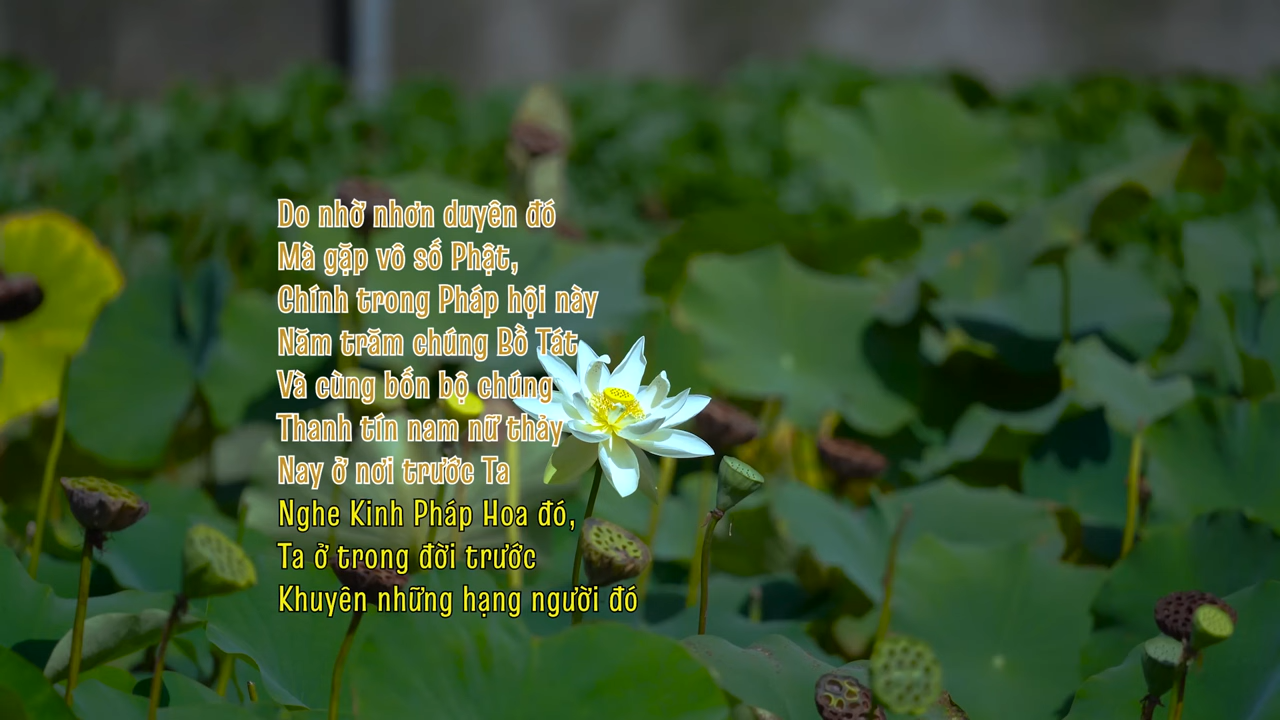 Do nhờ nhơn duyên đó
Mà gặp vô số Phật,
Chính trong Pháp hội này
Năm trăm chúng Bồ Tát
Và cùng bốn bộ chúng
Thanh tín nam nữ thảy
Nay ở nơi trước Ta
Nghe Kinh Pháp Hoa đó,
Ta ở trong đời trước
Khuyên những hạng người đó